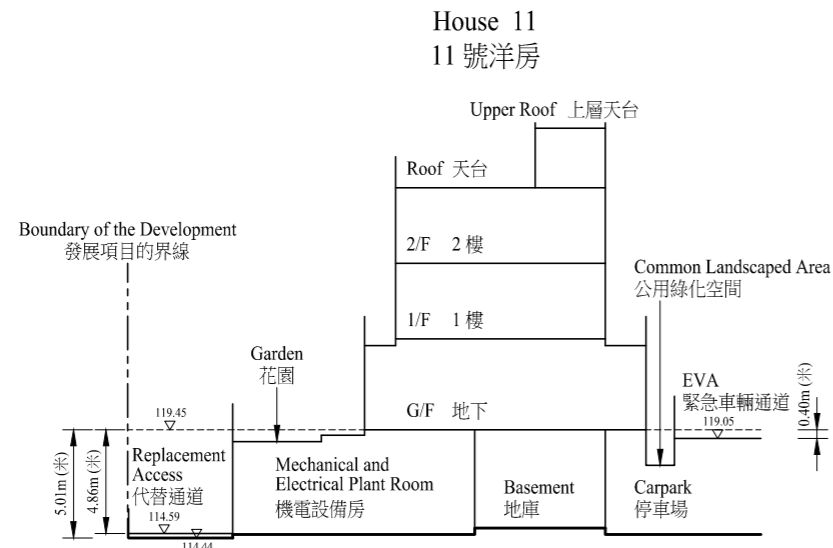 House 11
11 號洋房
Upper Roof 上層天台
Roof 天台
Boundary of the Development
發展項目的界線
2/F 2 樓
Common Landscaped Area
公用綠化空間
1/F 1 樓
Garden
花園
EVA
緊急車輛通道
0.40m (米)
G/F 地下
119.45
119.05
5.01m (米)
4.86m (米)
Replacement
Access
代替通道
Mechanical and
Electrical Plant Room
機電設備房
Basement
地庫
Carpark
停車場
114.59
114.44